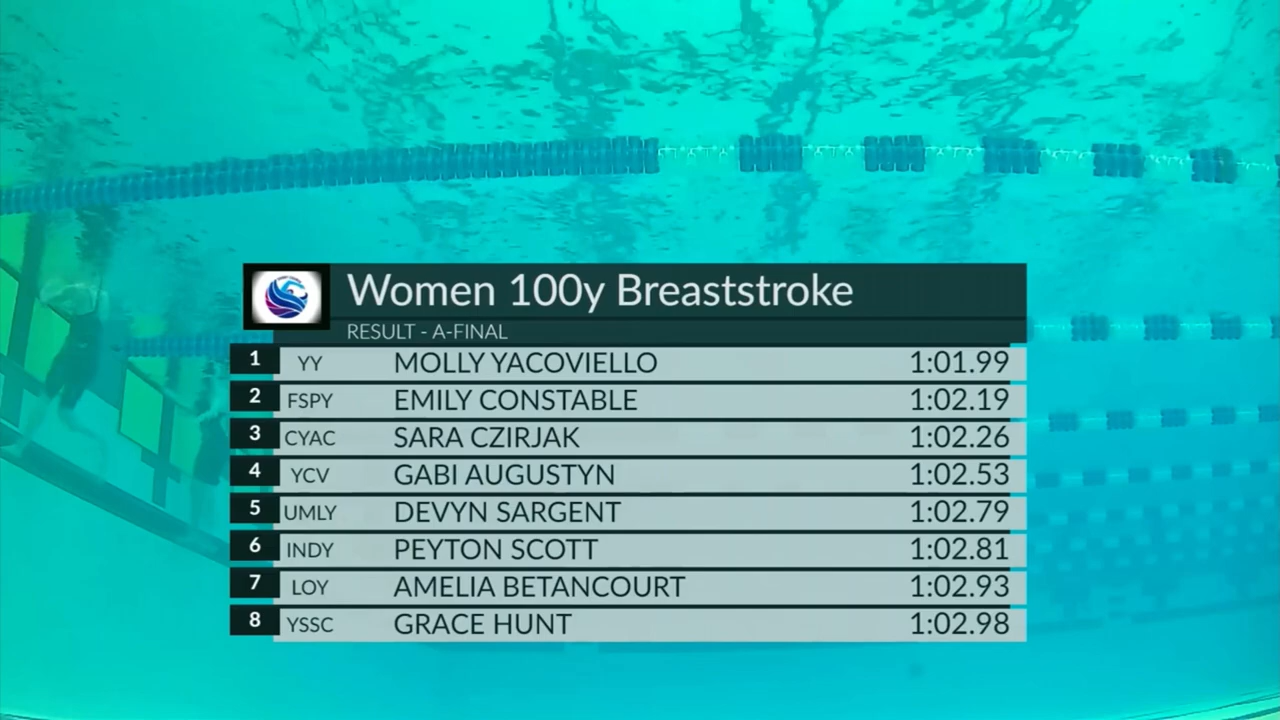 Women 100y Breaststroke
RESULT - A-FINAL
1 YY MOLLY YACOVIELLO 1:01.99
2 FSPY EMILY CONSTABLE 1:02.19
3 CYAC SARA CZIRJAK 1:02.26
4 YCV GABI AUGUSTYN 1:02.53
5 UMLY DEVYN SARGENT 1:02.79
6 INDY PEYTON SCOTT 1:02.81
7 LOY AMELIA BETANCOURT 1:02.93
8 YSSC GRACE HUNT 1:02.98